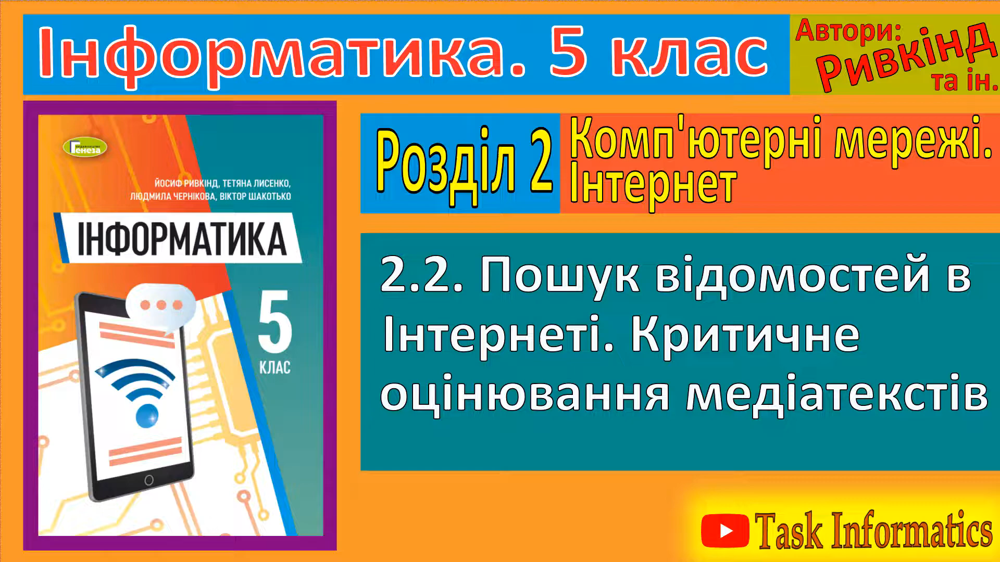 Інформатика. 5 клас
Автори:
Ривкінд
та ін.
видавництво
Генеза
ЙОСИФ РИВКІНД, ТЕТЯНА ЛИСЕНКО,
ЛЮДМИЛА ЧЕРНІКОВА, ВІКТОР ШАКОТЬКО
ІНФОРМАТИКА
5
КЛАС
Розділ 2
Комп'ютерні мережі.
Інтернет
2.2. Пошук відомостей в
Інтернеті. Критичне
оцінювання медіатекстів
Task Informatics